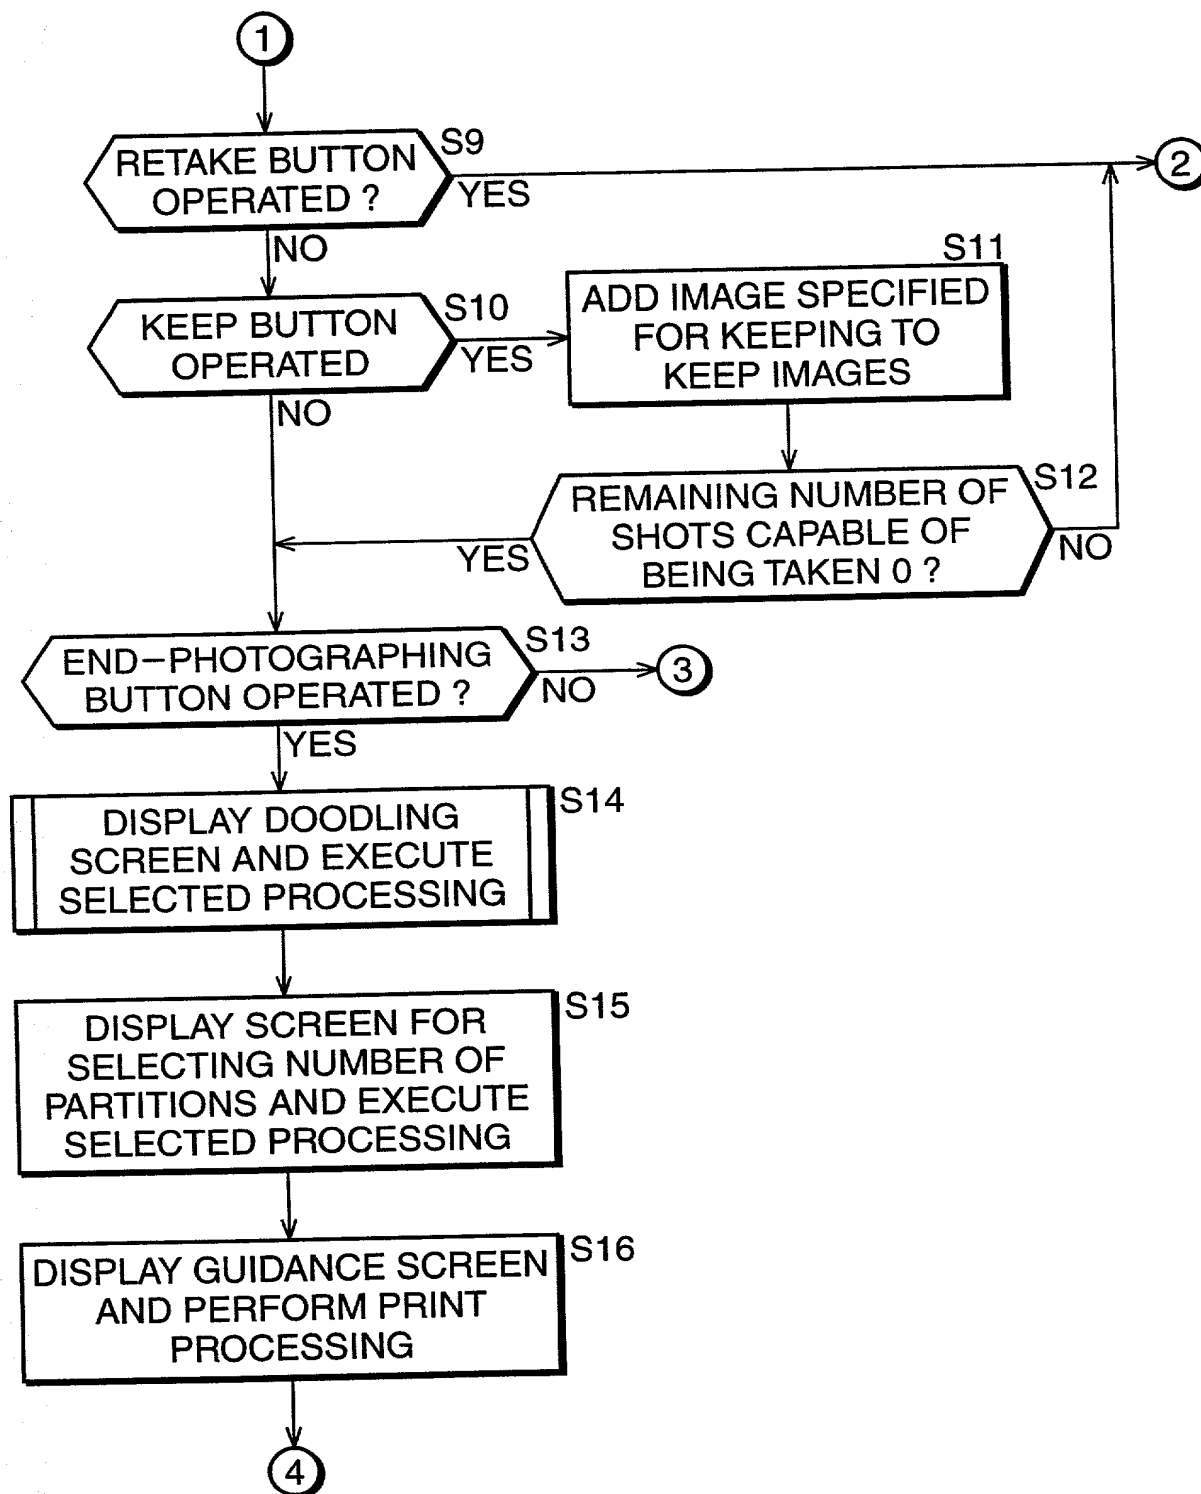 1
RETAKE BUTTON
OPERATED ?
S9
YES
2
NO
KEEP BUTTON
OPERATED
S10
YES
NO
S11
ADD IMAGE SPECIFIED
FOR KEEPING TO
KEEP IMAGES
REMAINING NUMBER OF
SHOTS CAPABLE OF
BEING TAKEN 0 ?
S12
YES
NO
END-PHOTOGRAPHING
BUTTON OPERATED ?
S13
NO
3
YES
DISPLAY DOODLING
SCREEN AND EXECUTE
SELECTED PROCESSING
S14
DISPLAY SCREEN FOR
SELECTING NUMBER OF
PARTITIONS AND EXECUTE
SELECTED PROCESSING
S15
DISPLAY GUIDANCE SCREEN
AND PERFORM PRINT
PROCESSING
S16
4